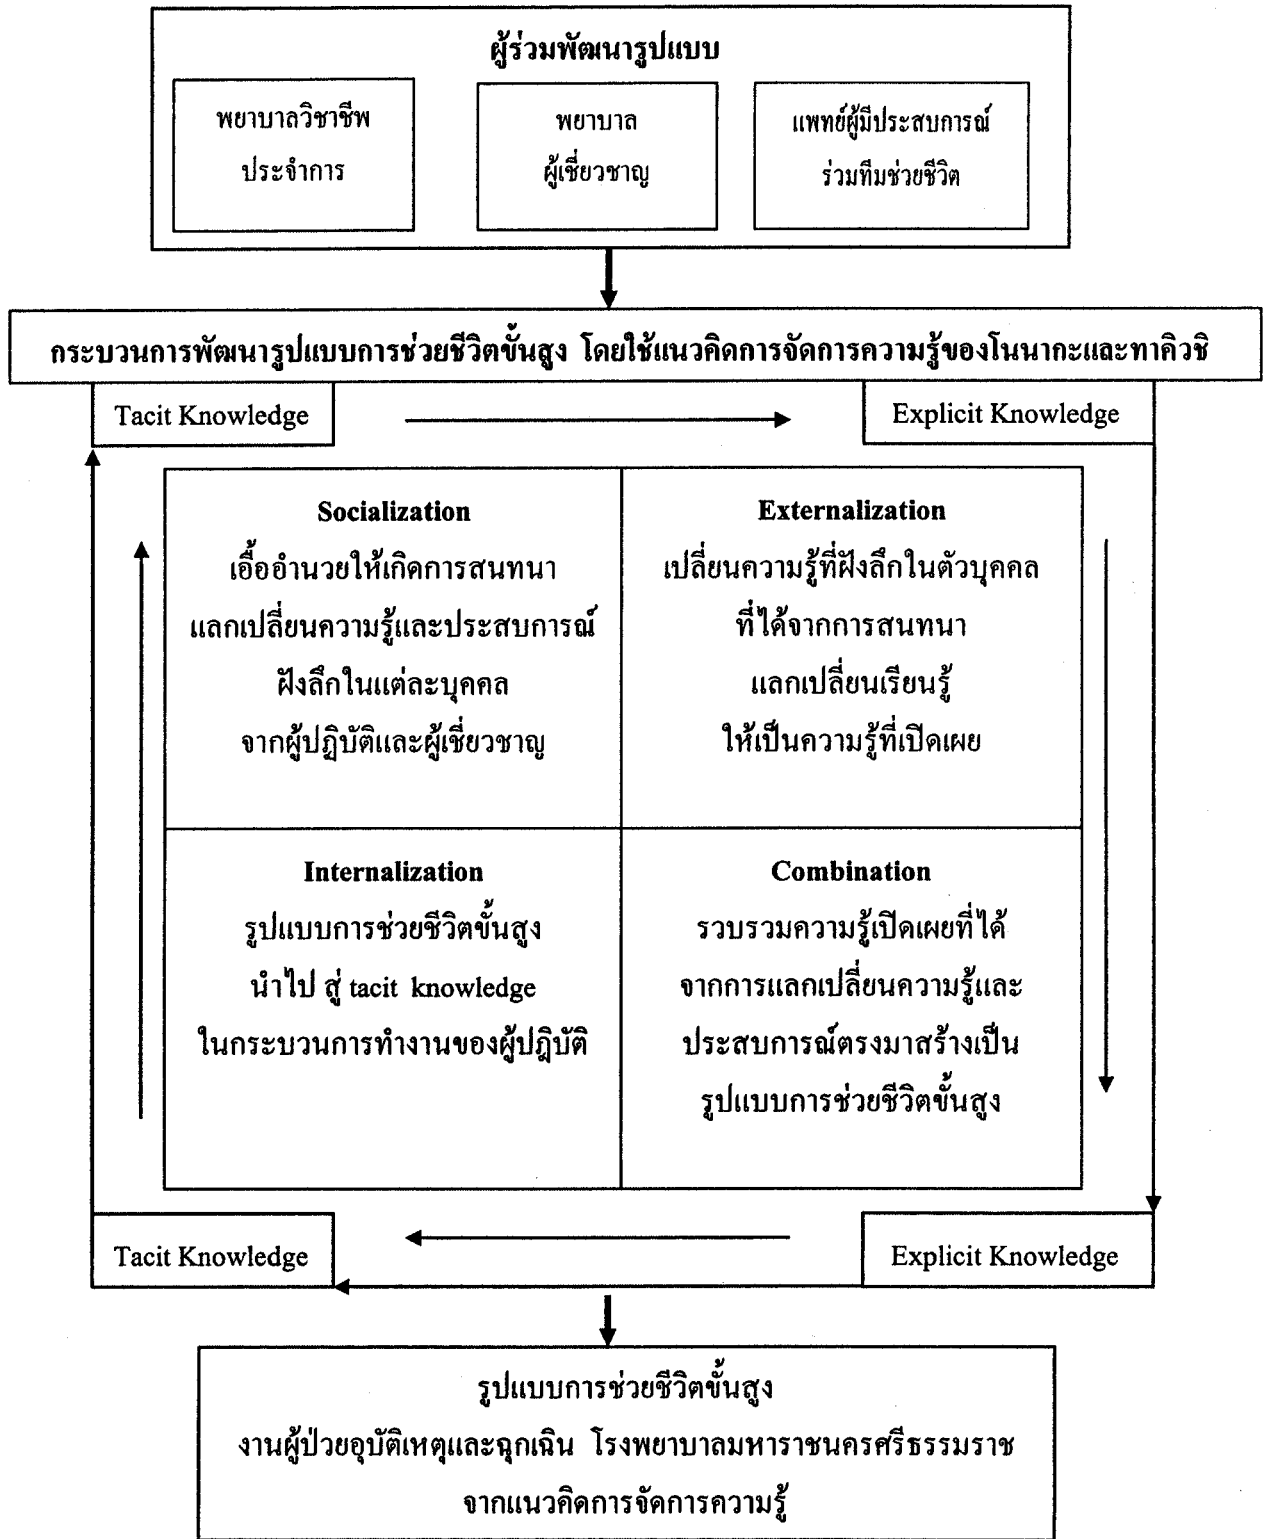 ผู้ร่วมพัฒนารูปแบบ
พยาบาลวิชาชีพ
ประจำการ
พยาบาล
ผู้เชี่ยวชาญ
แพทย์ผู้มีประสบการณ์
ร่วมทีมช่วยชีวิต
กระบวนการพัฒนารูปแบบการช่วยชีวิตขั้นสูง โดยใช้แนวคิดการจัดการความรู้ของโนนากะและทาคิวชิ
Tacit Knowledge
Explicit Knowledge
Socialization
เอื้ออำนวยให้เกิดการสนทนา
แลกเปลี่ยนความรู้และประสบการณ์
ฝังลึกในแต่ละบุคคล
จากผู้ปฏิบัติและผู้เชี่ยวชาญ
Externalization
เปลี่ยนความรู้ที่ฝังลึกในตัวบุคคล
ที่ได้จากการสนทนา
แลกเปลี่ยนเรียนรู้
ให้เป็นความรู้ที่เปิดเผย
Internalization
รูปแบบการช่วยชีวิตขั้นสูง
นำไป สู่ tacit knowledge
ในกระบวนการทำงานของผู้ปฎิบัติ
Combination
รวบรวมความรู้เปิดเผยที่ได้
จากการแลกเปลี่ยนความรู้และ
ประสบการณ์ตรงมาสร้างเป็น
รูปแบบการช่วยชีวิตขั้นสูง
Tacit Knowledge
Explicit Knowledge
รูปแบบการช่วยชีวิตขั้นสูง
งานผู้ป่วยอุบัติเหตุและฉุกเฉิน โรงพยาบาลมหาราชนครศรีธรรมราช
จากแนวคิดการจัดการความรู้